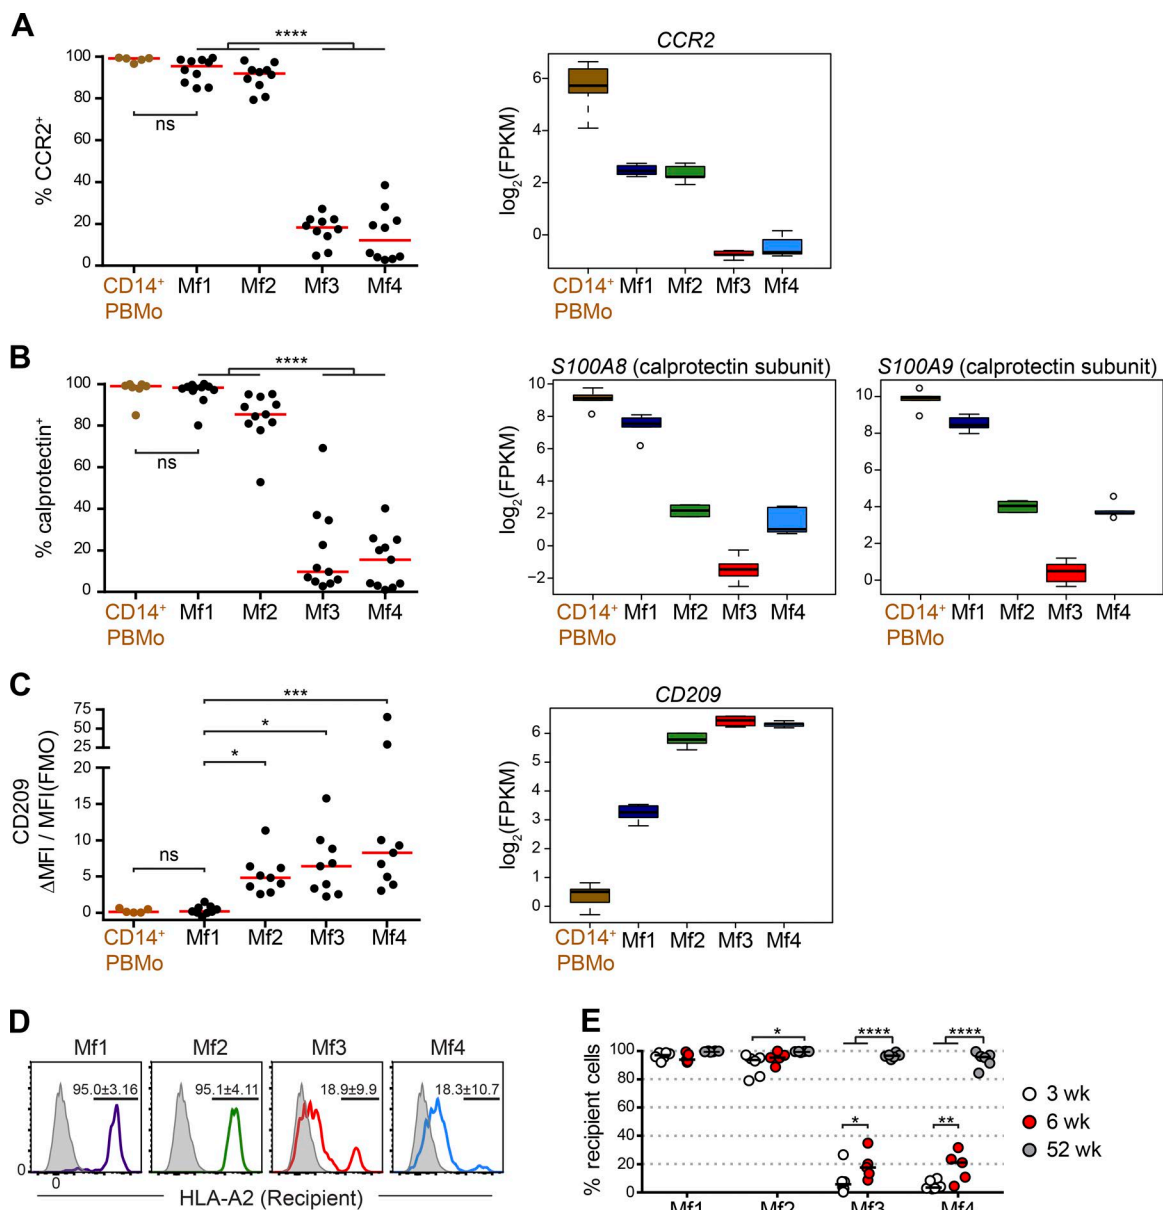 A
% CCR2⁺
100
80
60
40
20
0
****
ns
CD14⁺ Mf1 Mf2 Mf3 Mf4
PBMo
CCR2
log₂(FPKM)
6
4
2
0
CD14⁺ Mf1 Mf2 Mf3 Mf4
PBMo
B
% calprotectin⁺
100
80
60
40
20
0
****
ns
CD14⁺ Mf1 Mf2 Mf3 Mf4
PBMo
S100A8 (calprotectin subunit)
log₂(FPKM)
10
8
6
4
2
0
−2
CD14⁺ Mf1 Mf2 Mf3 Mf4
PBMo
S100A9 (calprotectin subunit)
10
8
6
4
2
0
CD14⁺ Mf1 Mf2 Mf3 Mf4
PBMo
C
CD209
ΔMFI / MFI(FMO)
75
50
25
20
15
10
5
0
***
*
*
ns
CD14⁺ Mf1 Mf2 Mf3 Mf4
PBMo
CD209
log₂(FPKM)
6
5
4
3
2
1
0
CD14⁺ Mf1 Mf2 Mf3 Mf4
PBMo
D
Mf1 Mf2 Mf3 Mf4
95.0±3.16 95.1±4.11 18.9±9.9 18.3±10.7
0
0
HLA-A2 (Recipient)
E
% recipient cells
100
80
60
40
20
0
* **** ****
* **
Mf1 Mf2 Mf3 Mf4
3 wk
6 wk
52 wk